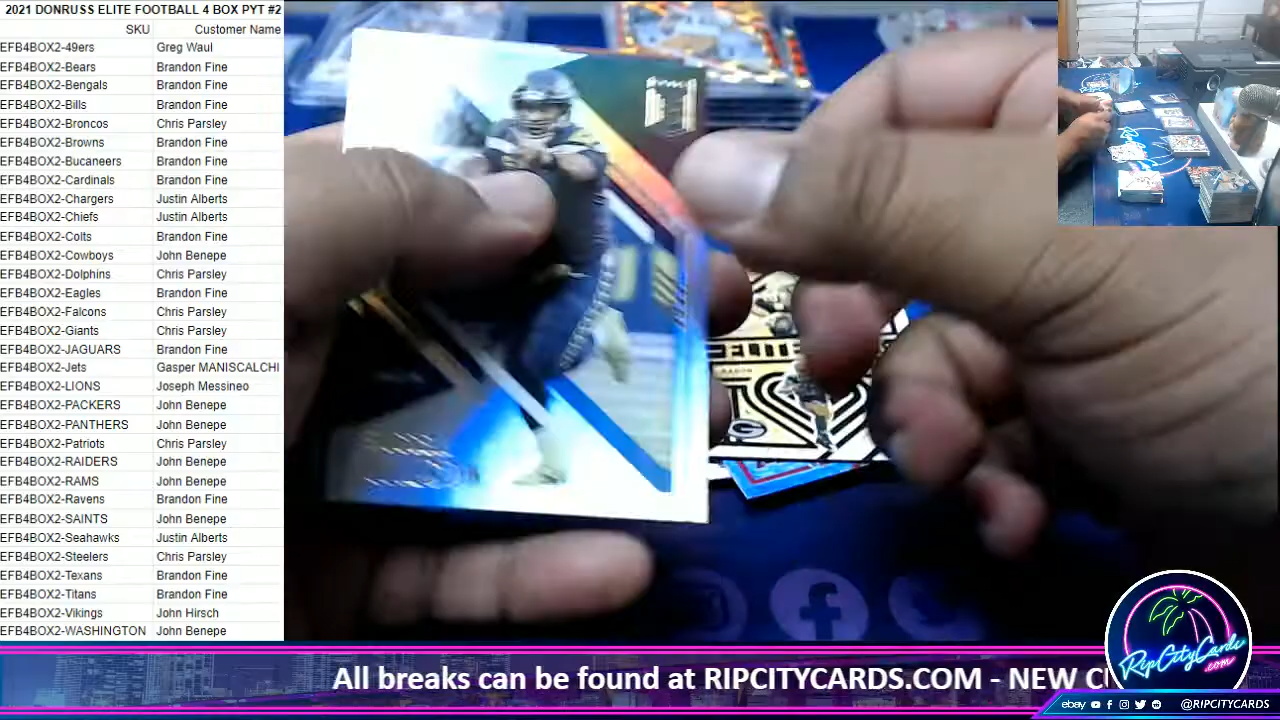 2021 DONRUSS ELITE FOOTBALL 4 BOX PYT #2
SKU Customer Name
EFB4BOX2-49ers Greg Waul
EFB4BOX2-Bears Brandon Fine
EFB4BOX2-Bengals Brandon Fine
EFB4BOX2-Bills Brandon Fine
EFB4BOX2-Broncos Chris Parsley
EFB4BOX2-Browns Brandon Fine
EFB4BOX2-Bucaneers Brandon Fine
EFB4BOX2-Cardinals Brandon Fine
EFB4BOX2-Chargers Justin Alberts
EFB4BOX2-Chiefs Justin Alberts
EFB4BOX2-Colts Brandon Fine
EFB4BOX2-Cowboys John Benepe
EFB4BOX2-Dolphins Chris Parsley
EFB4BOX2-Eagles Brandon Fine
EFB4BOX2-Falcons Chris Parsley
EFB4BOX2-Giants Chris Parsley
EFB4BOX2-JAGUARS Brandon Fine
EFB4BOX2-Jets Gasper MANISCALCHI
EFB4BOX2-LIONS Joseph Messineo
EFB4BOX2-PACKERS John Benepe
EFB4BOX2-PANTHERS John Benepe
EFB4BOX2-Patriots Chris Parsley
EFB4BOX2-RAIDERS John Benepe
EFB4BOX2-RAMS John Benepe
EFB4BOX2-Ravens Brandon Fine
EFB4BOX2-SAINTS John Benepe
EFB4BOX2-Seahawks Justin Alberts
EFB4BOX2-Steelers Chris Parsley
EFB4BOX2-Texans Brandon Fine
EFB4BOX2-Titans Brandon Fine
EFB4BOX2-Vikings John Hirsch
EFB4BOX2-WASHINGTON John Benepe
ELITE
G
All breaks can be found at RIPCITYCARDS.COM - NEW
RipCityCards
.com
ebay @RIPCITYCARDS